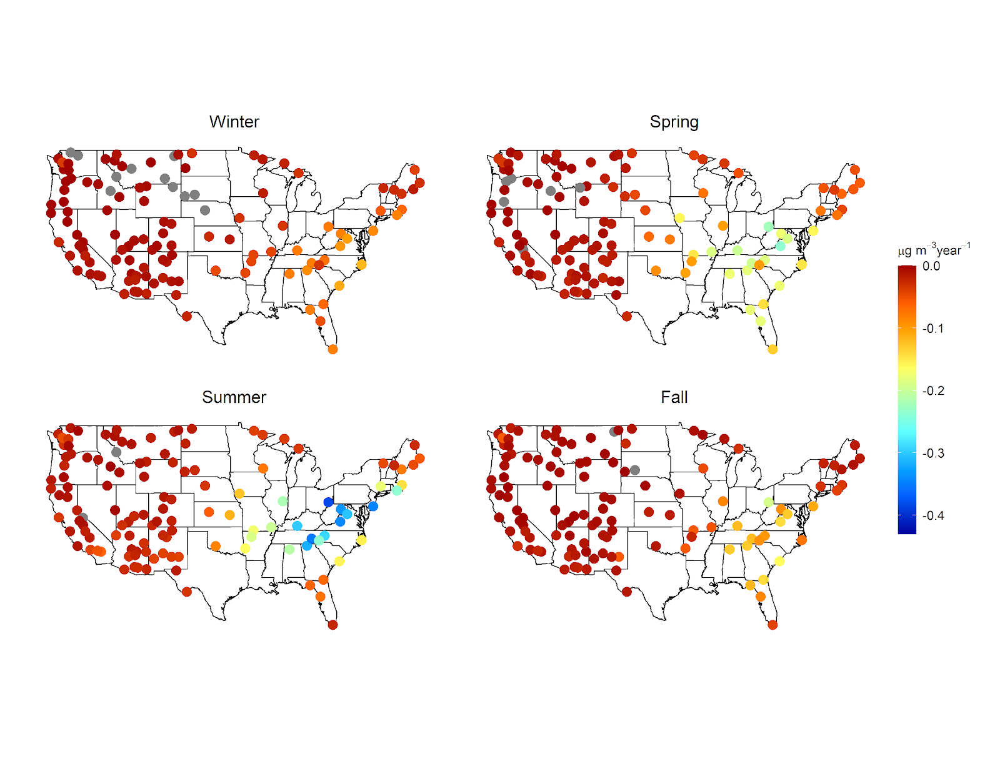 Winter
Spring
μg m⁻³year⁻¹
0.0
-0.1
-0.2
-0.3
-0.4
Summer
Fall